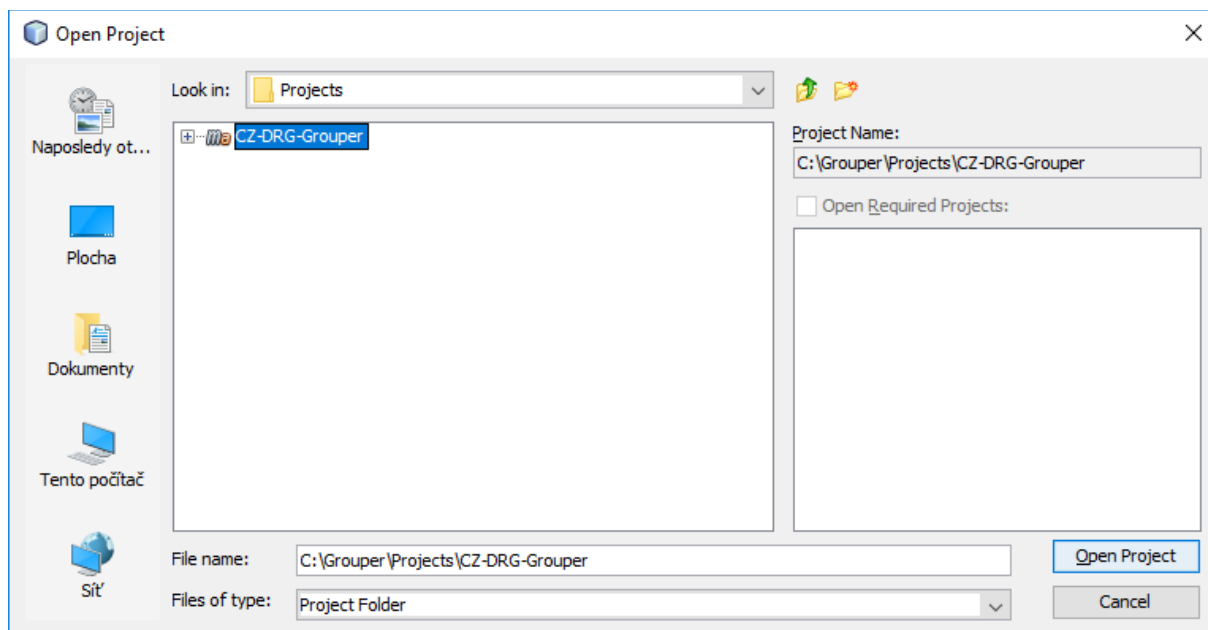 Open Project
Look in:
Projects
Naposledy ot...
Plocha
Dokumenty
Tento počítač
Síť
CZ-DRG-Grouper
Project Name:
C:\Grouper\Projects\CZ-DRG-Grouper
Open Required Projects:
File name:
C:\Grouper\Projects\CZ-DRG-Grouper
Open Project
Files of type:
Project Folder
Cancel